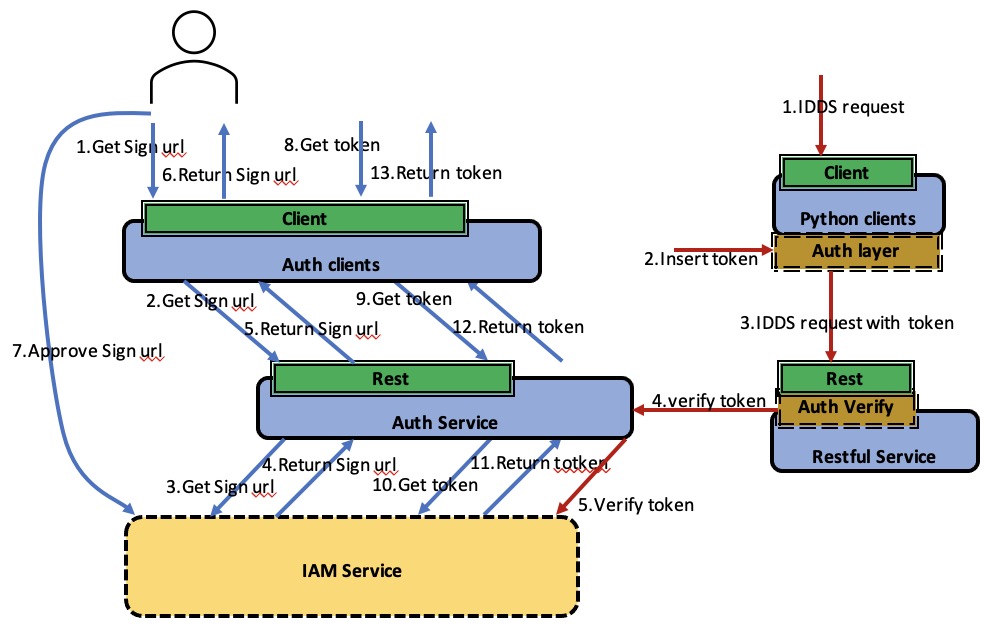 1.IDDS request
1.Get Sign url
8.Get token
6.Return Sign url
13.Return token
Client
Client
Python clients
Auth clients
Auth layer
2.Insert token
2.Get Sign url
9.Get token
5.Return Sign url
12.Return token
3.IDDS request with token
7.Approve Sign url
Rest
Rest
4.verify token
Auth Verify
Auth Service
Restful Service
4.Return Sign url
11.Return totken
3.Get Sign url
10.Get token
5.Verify token
IAM Service